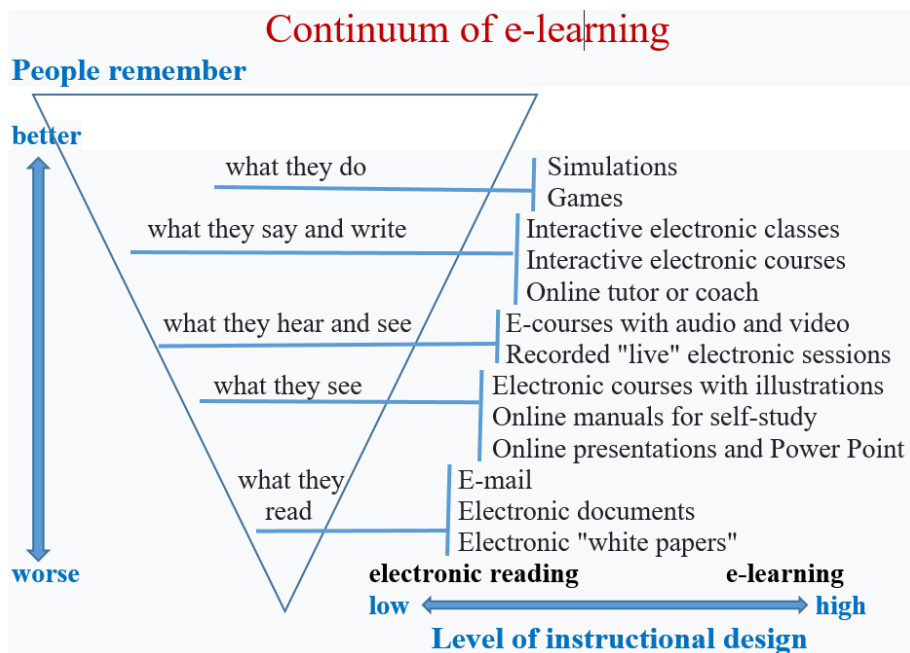 Continuum of e-learning
People remember
better
what they do
Simulations
Games
what they say and write
Interactive electronic classes
Interactive electronic courses
Online tutor or coach
what they hear and see
E-courses with audio and video
Recorded "live" electronic sessions
what they see
Electronic courses with illustrations
Online manuals for self-study
Online presentations and Power Point
what they
read
E-mail
Electronic documents
Electronic "white papers"
worse
electronic reading
e-learning
low
high
Level of instructional design